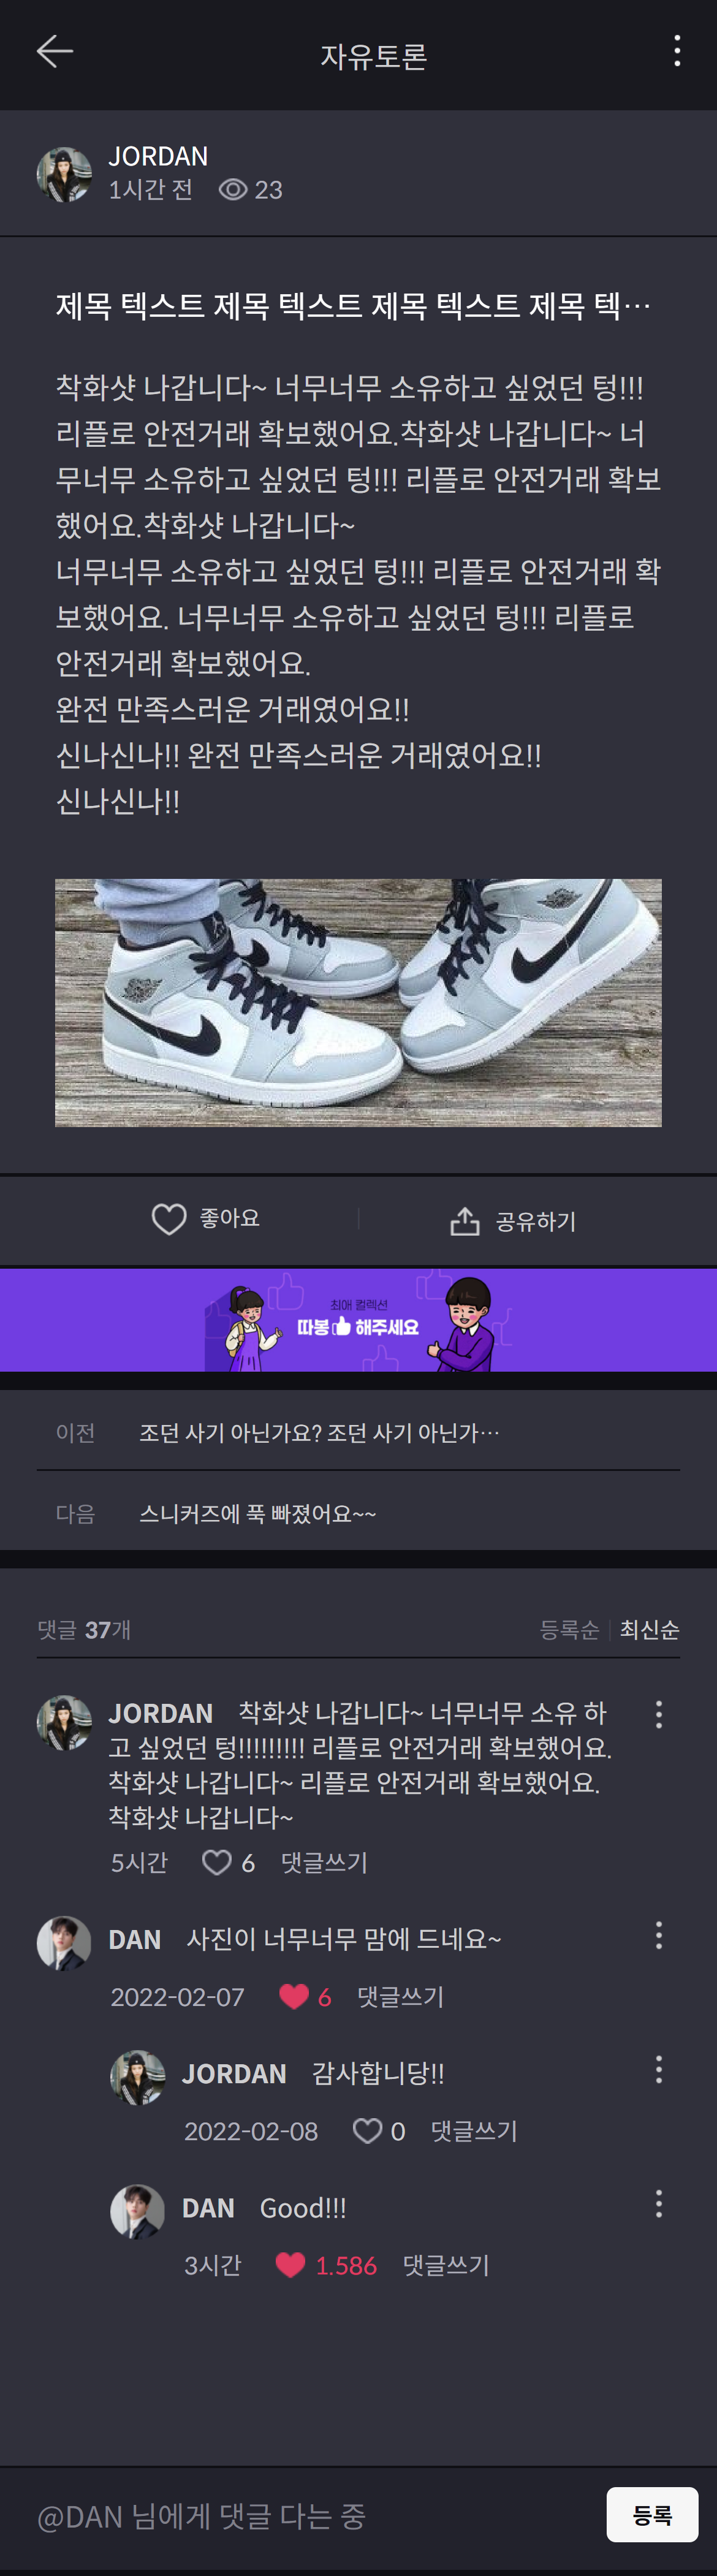 자유토론
JORDAN
1시간 전 23
제목 텍스트 제목 텍스트 제목 텍스트 제목 텍…
착화샷 나갑니다~ 너무너무 소유하고 싶었던 텅!!!
리플로 안전거래 확보했어요.착화샷 나갑니다~ 너
무너무 소유하고 싶었던 텅!!! 리플로 안전거래 확보
했어요.착화샷 나갑니다~
너무너무 소유하고 싶었던 텅!!! 리플로 안전거래 확
보했어요. 너무너무 소유하고 싶었던 텅!!! 리플로
안전거래 확보했어요.
완전 만족스러운 거래였어요!!
신나신나!! 완전 만족스러운 거래였어요!!
신나신나!!
좋아요 공유하기
최애 컬렉션
따봉 해주세요
이전 조던 사기 아닌가요? 조던 사기 아닌가…
다음 스니커즈에 푹 빠졌어요~~
댓글 37개 등록순 최신순
JORDAN 착화샷 나갑니다~ 너무너무 소유 하
고 싶었던 텅!!!!!!!!! 리플로 안전거래 확보했어요.
착화샷 나갑니다~ 리플로 안전거래 확보했어요.
착화샷 나갑니다~
5시간 6 댓글쓰기
DAN 사진이 너무너무 맘에 드네요~
2022-02-07 6 댓글쓰기
JORDAN 감사합니당!!
2022-02-08 0 댓글쓰기
DAN Good!!!
3시간 1.586 댓글쓰기
@DAN 님에게 댓글 다는 중 등록